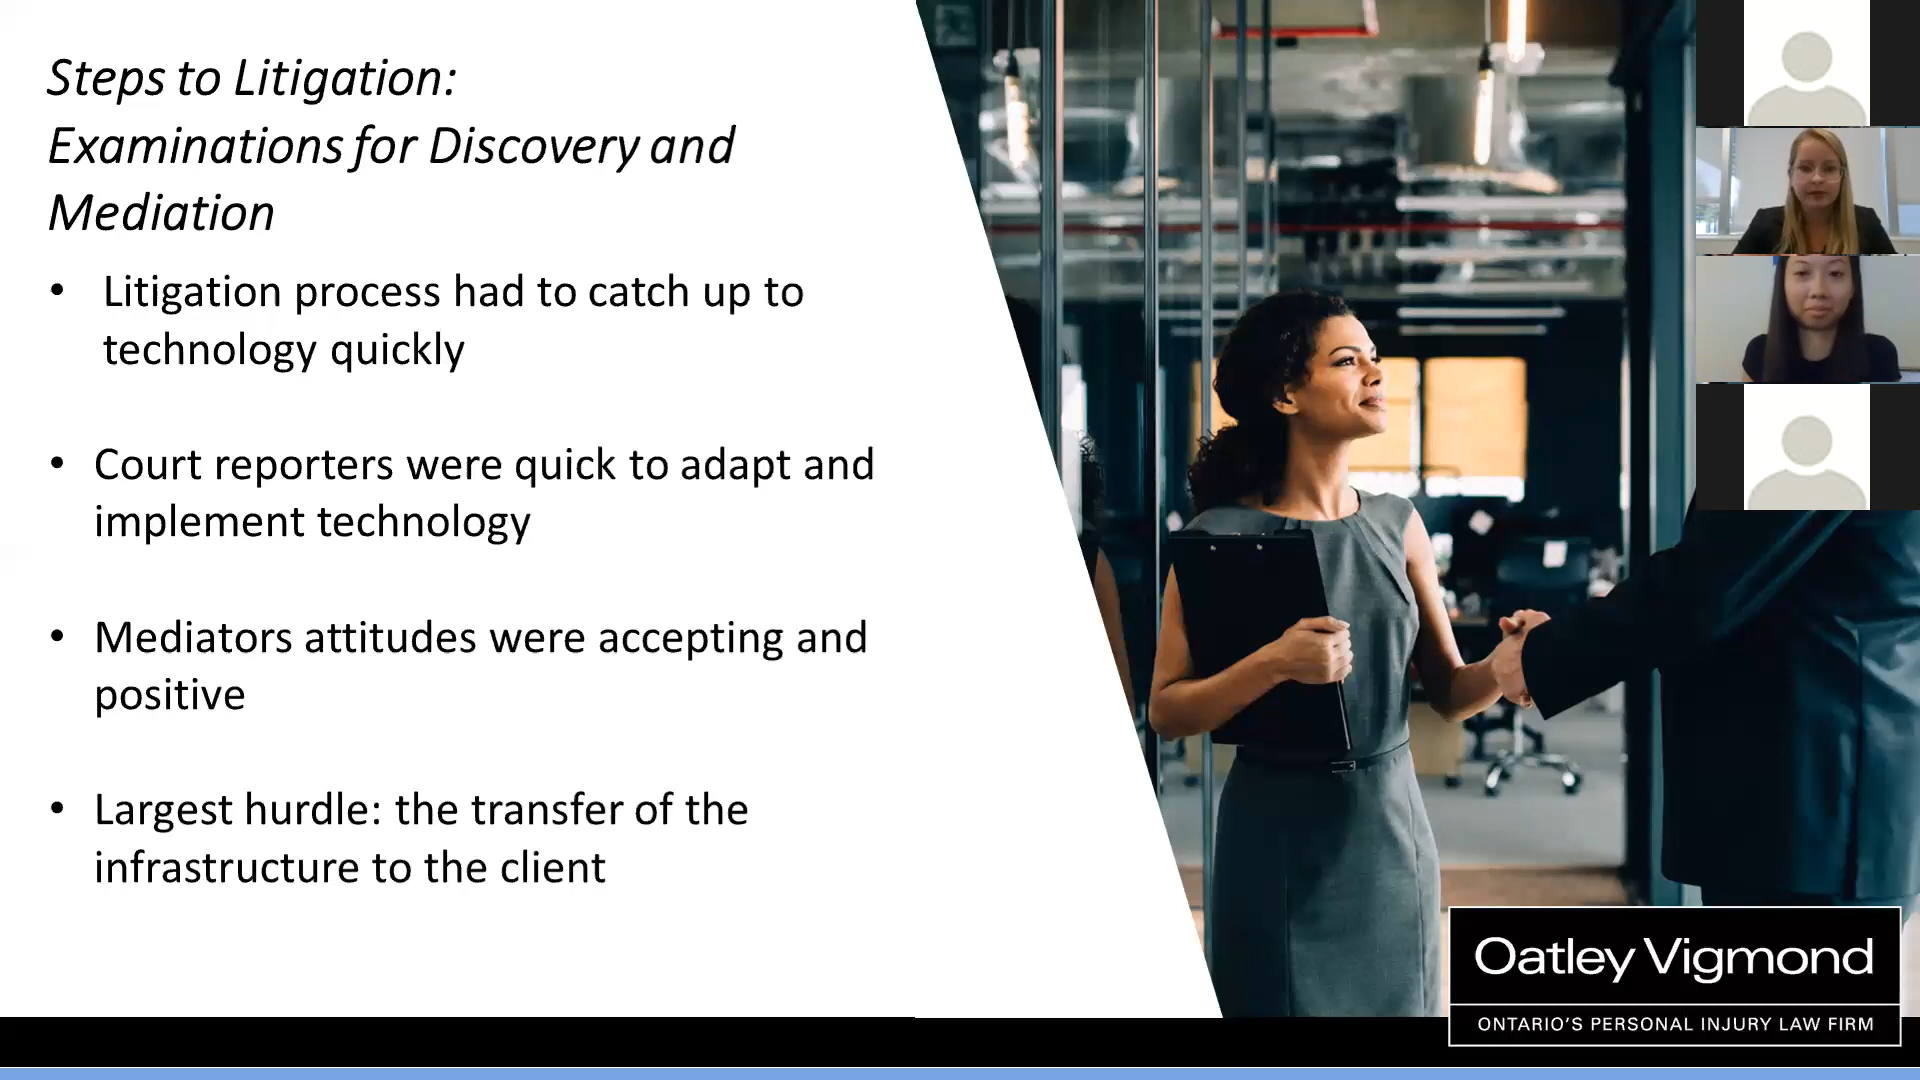 Steps to Litigation:
Examinations for Discovery and
Mediation
• Litigation process had to catch up to
technology quickly
• Court reporters were quick to adapt and
implement technology
• Mediators attitudes were accepting and
positive
• Largest hurdle: the transfer of the
infrastructure to the client
Oatley Vigmond
ONTARIO'S PERSONAL INJURY LAW FIRM